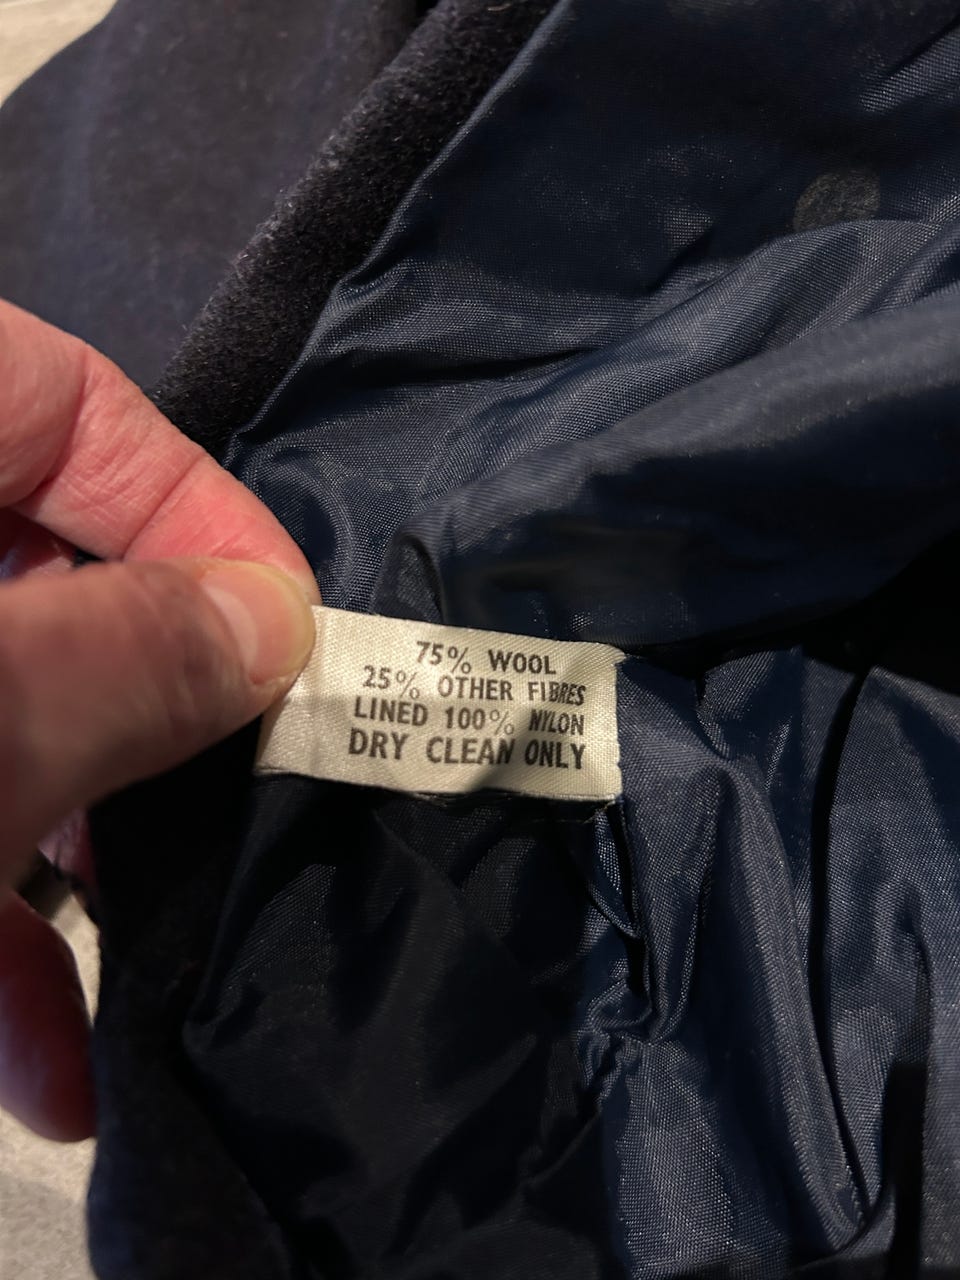 75% WOOL
25% OTHER FIBRES
LINED 100% NYLON
DRY CLEAN ONLY